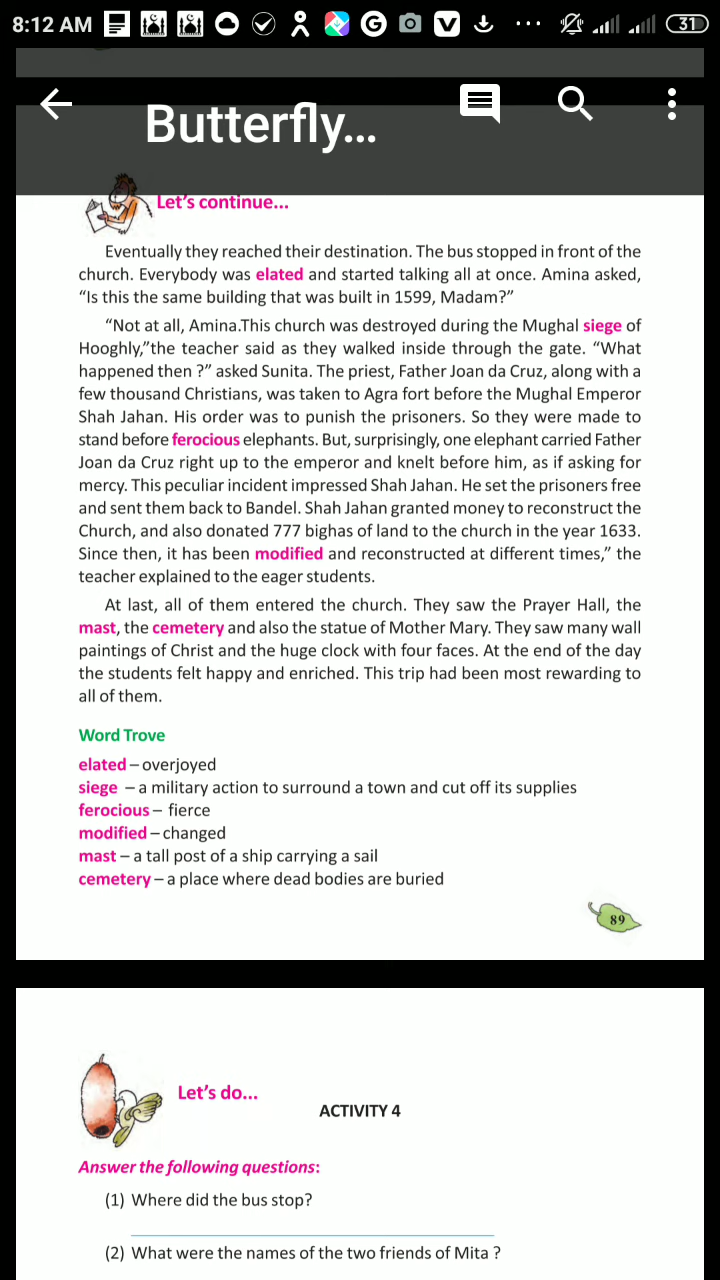 8:12 AM
31
Butterfly...
Let's continue...
Eventually they reached their destination. The bus stopped in front of the
church. Everybody was elated and started talking all at once. Amina asked,
“Is this the same building that was built in 1599, Madam?”
“Not at all, Amina.This church was destroyed during the Mughal siege of
Hooghly,”the teacher said as they walked inside through the gate. “What
happened then ?” asked Sunita. The priest, Father Joan da Cruz, along with a
few thousand Christians, was taken to Agra fort before the Mughal Emperor
Shah Jahan. His order was to punish the prisoners. So they were made to
stand before ferocious elephants. But, surprisingly, one elephant carried Father
Joan da Cruz right up to the emperor and knelt before him, as if asking for
mercy. This peculiar incident impressed Shah Jahan. He set the prisoners free
and sent them back to Bandel. Shah Jahan granted money to reconstruct the
Church, and also donated 777 bighas of land to the church in the year 1633.
Since then, it has been modified and reconstructed at different times,” the
teacher explained to the eager students.
At last, all of them entered the church. They saw the Prayer Hall, the
mast, the cemetery and also the statue of Mother Mary. They saw many wall
paintings of Christ and the huge clock with four faces. At the end of the day
the students felt happy and enriched. This trip had been most rewarding to
all of them.
Word Trove
elated – overjoyed
siege – a military action to surround a town and cut off its supplies
ferocious – fierce
modified – changed
mast – a tall post of a ship carrying a sail
cemetery – a place where dead bodies are buried
89
Let's do...
ACTIVITY 4
Answer the following questions:
(1) Where did the bus stop?
(2) What were the names of the two friends of Mita ?